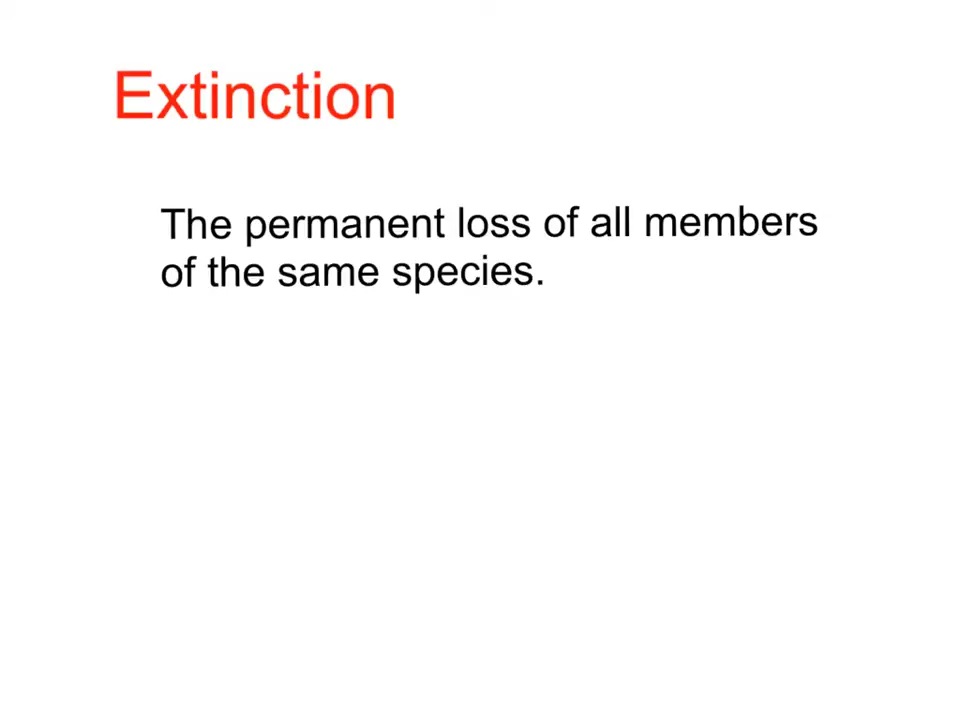 Extinction
The permanent loss of all members
of the same species.